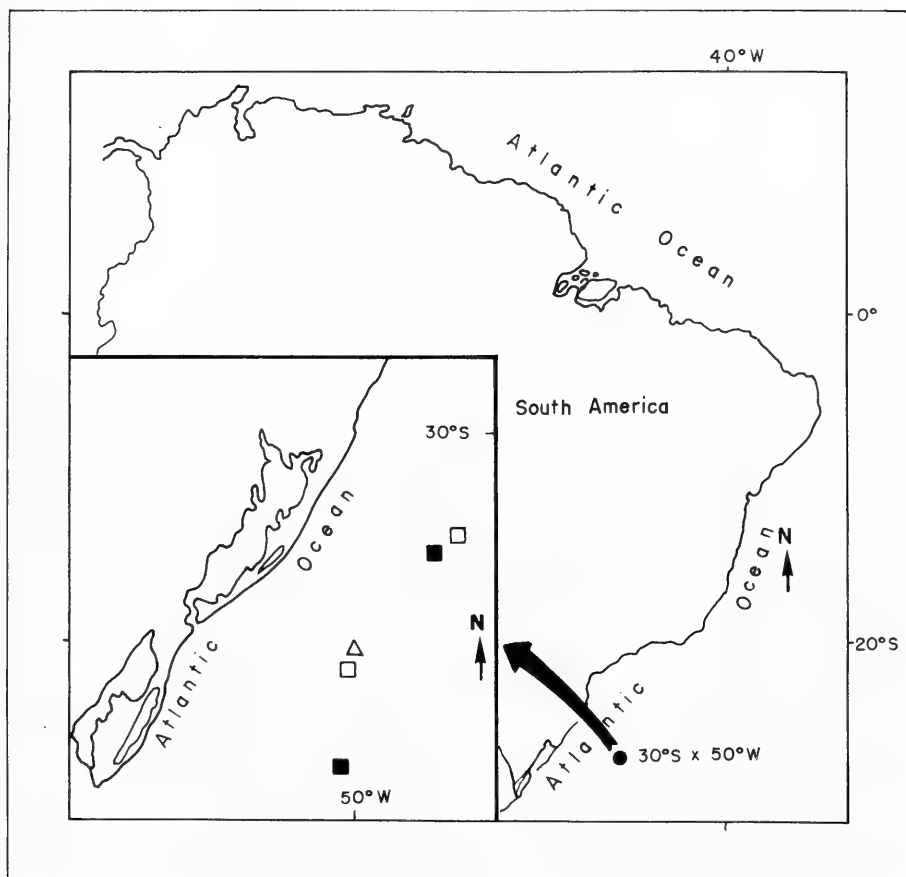 40°W
Atlantic Ocean
0°
South America
30°S
Ocean
N
Ocean
N
20°S
Atlantic
Atlantic
30°S x 50°W
50°W